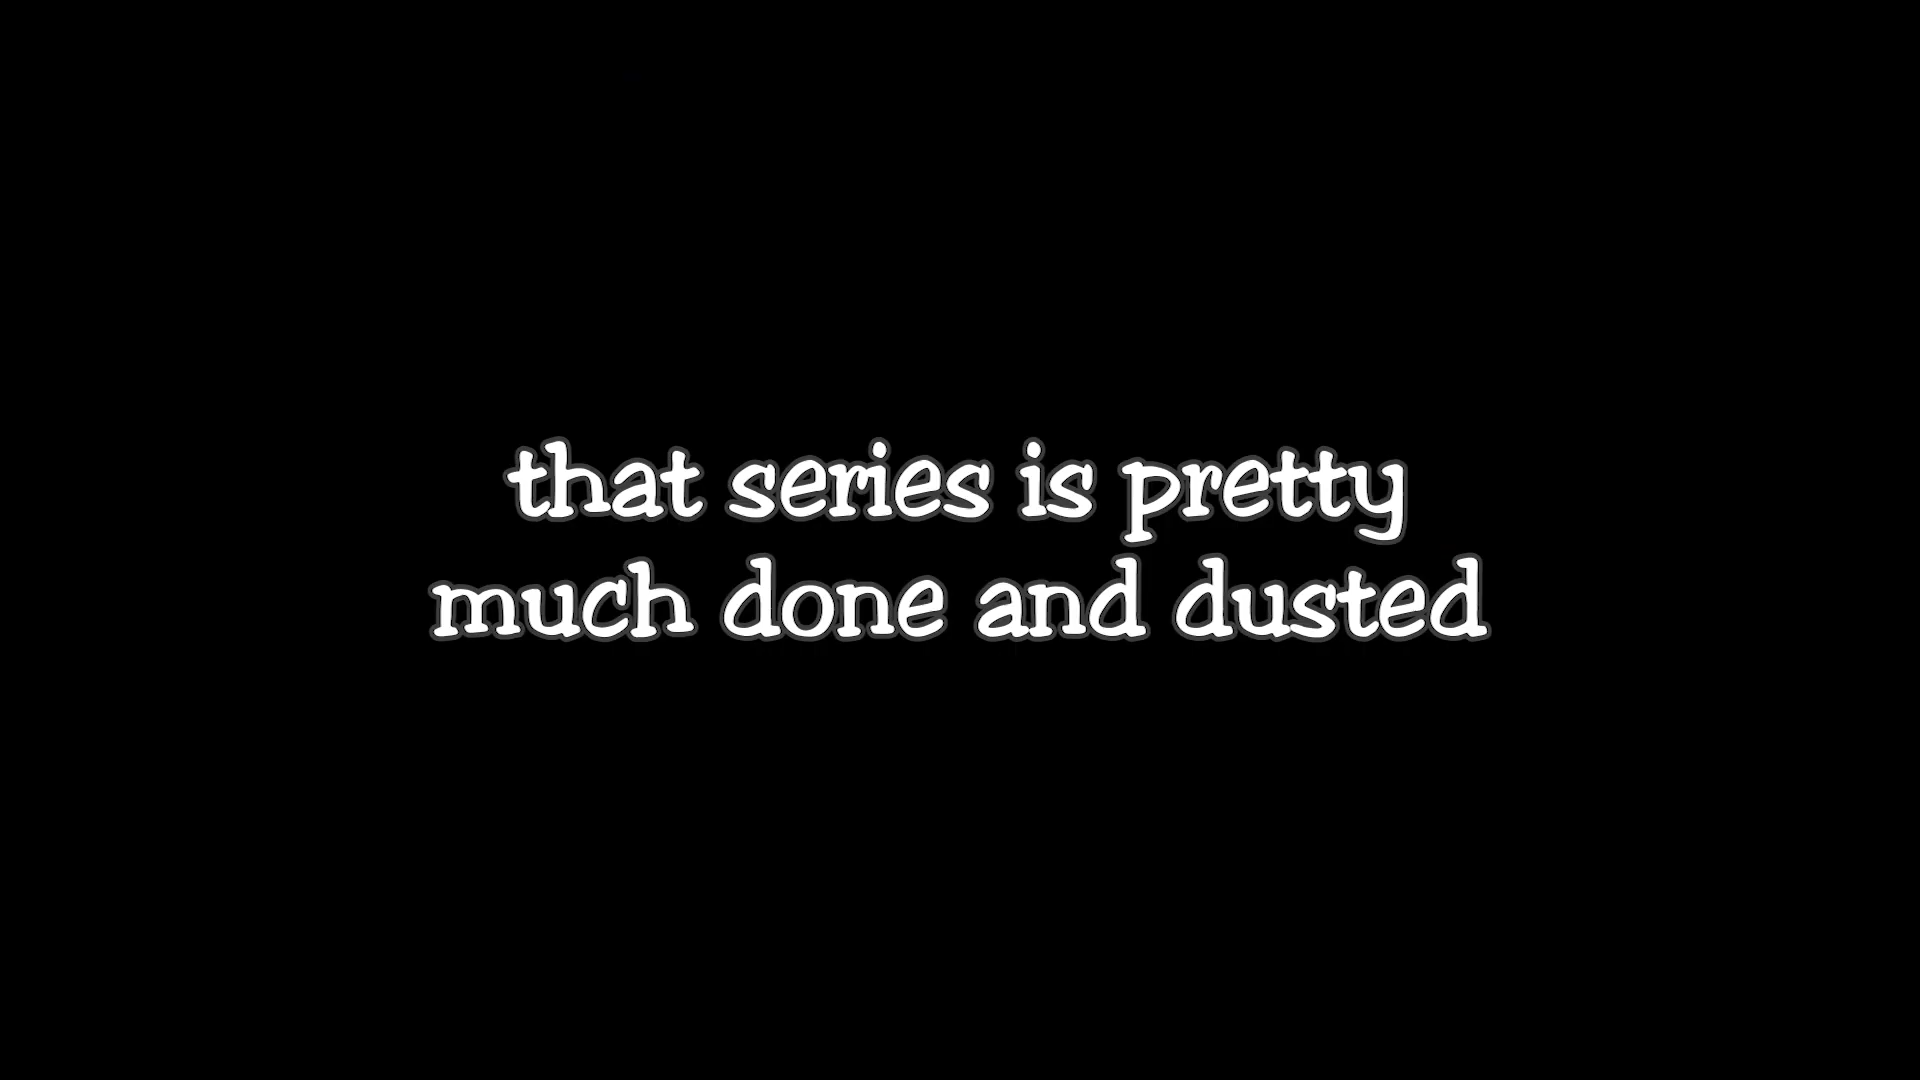 that series is pretty
much done and dusted